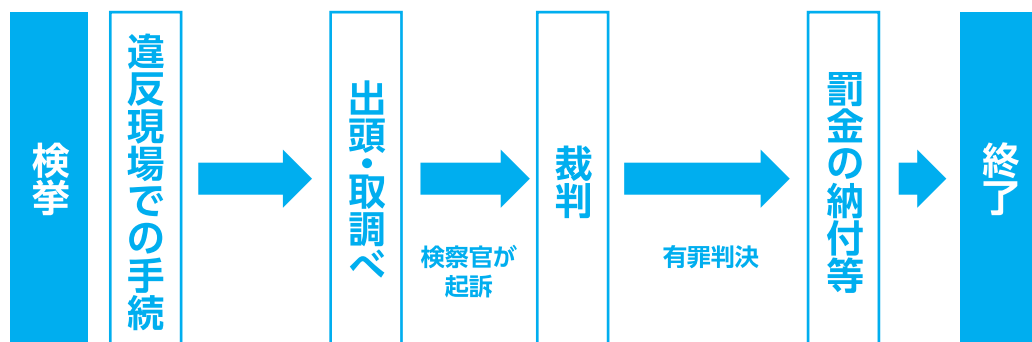 検挙
違反現場での手続
出頭・取調べ
検察官が
起訴
裁判
有罪判決
罰金の納付等
終了